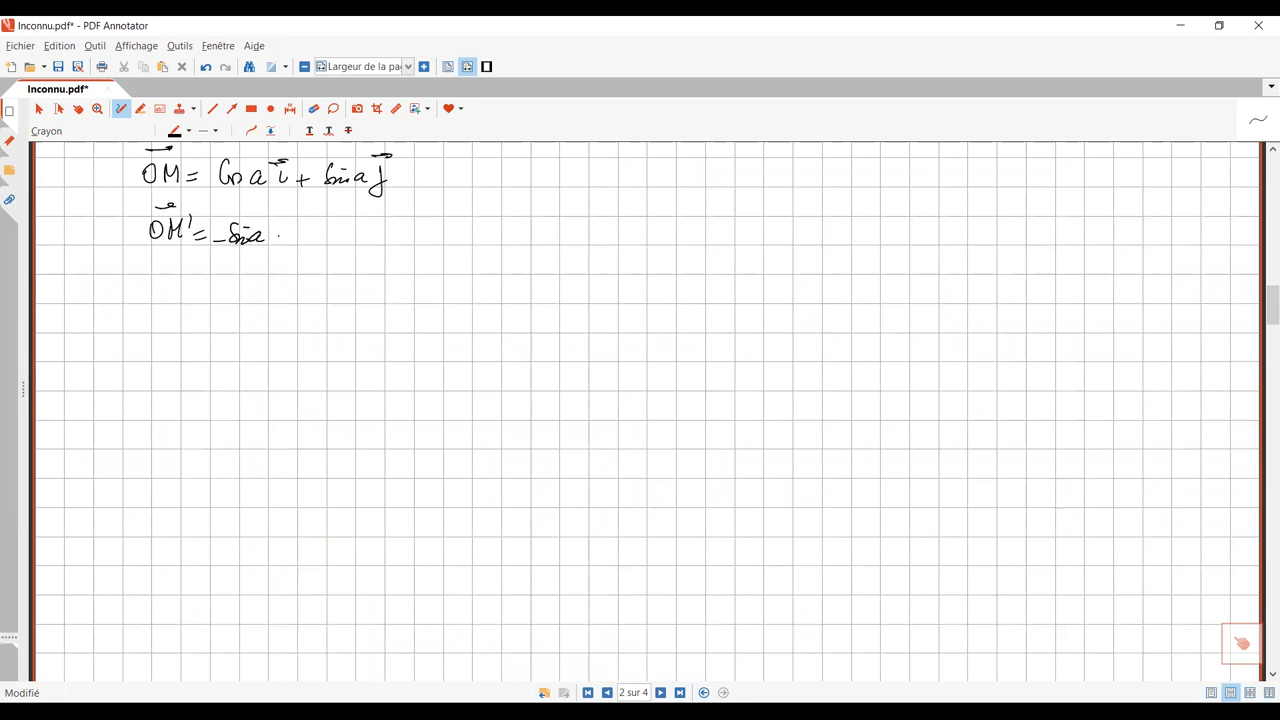 Inconnu.pdf* - PDF Annotator
Fichier Edition Outil Affichage Outils Fenêtre Aide
Largeur de la pa
Inconnu.pdf*
Crayon
OM = Cos a i + Sin a j
OM' = - Sin a
Modifié
2 sur 4